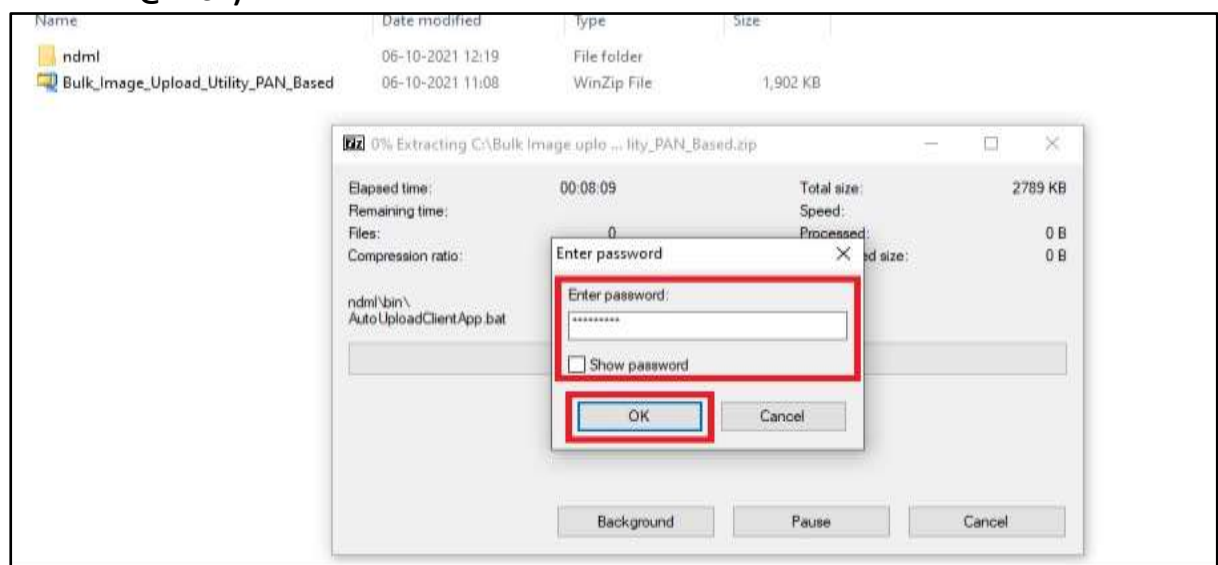 Name Date modified Type Size
ndml 06-10-2021 12:19 File folder
Bulk_Image_Upload_Utility_PAN_Based 06-10-2021 11:08 WinZip File 1,902 KB
0% Extracting C:\Bulk Image uplo ... lity_PAN_Based.zip
Elapsed time: 00:08:09 Total size: 2789 KB
Remaining time: Speed:
Files: 0 Processed: 0 B
Compression ratio: ed size: 0 B
Enter password
Enter password:
*********
Show password
ndml\bin\
AutoUploadClientApp.bat
OK Cancel
Background Pause Cancel